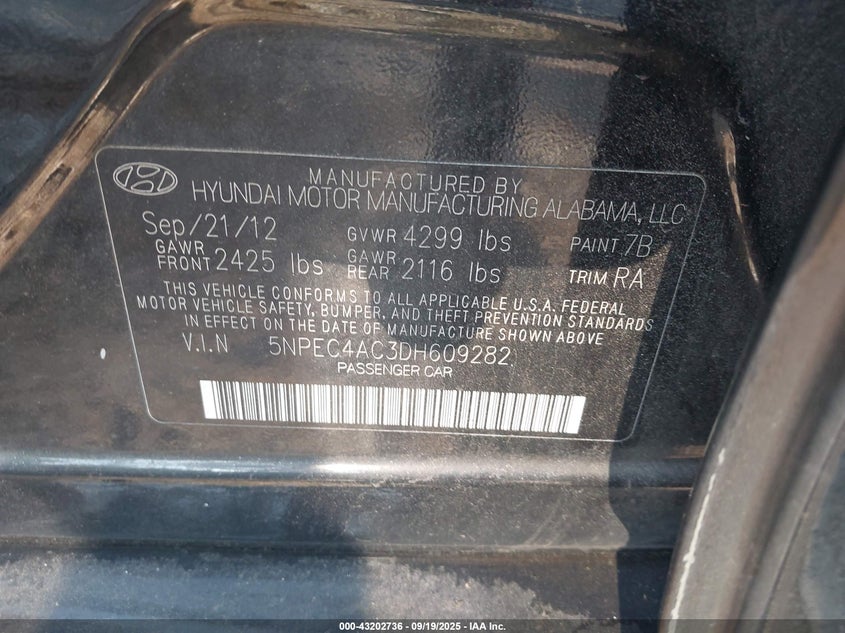 MANUFACTURED BY
HYUNDAI MOTOR MANUFACTURING ALABAMA, LLC
Sep/21/12 GVWR 4299 lbs PAINT 7B
GAWR FRONT 2425 lbs GAWR REAR 2116 lbs TRIM RA
THIS VEHICLE CONFORMS TO ALL APPLICABLE U.S.A. FEDERAL
MOTOR VEHICLE SAFETY, BUMPER, AND THEFT PREVENTION STANDARDS
IN EFFECT ON THE DATE OF MANUFACTURE SHOWN ABOVE
V.I.N 5NPEC4AC3DH609282
PASSENGER CAR
000-43202736 - 09/19/2025 - IAA Inc.